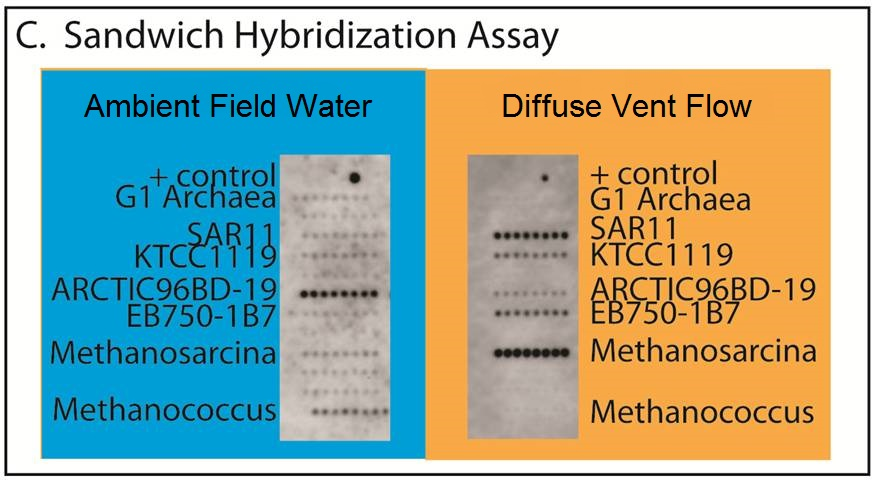 C. Sandwich Hybridization Assay
Ambient Field Water
+ control
G1 Archaea
SAR11
KTCC1119
ARCTIC96BD-19
EB750-1B7
Methanosarcina
Methanococcus
Diffuse Vent Flow
+ control
G1 Archaea
SAR11
KTCC1119
ARCTIC96BD-19
EB750-1B7
Methanosarcina
Methanococcus